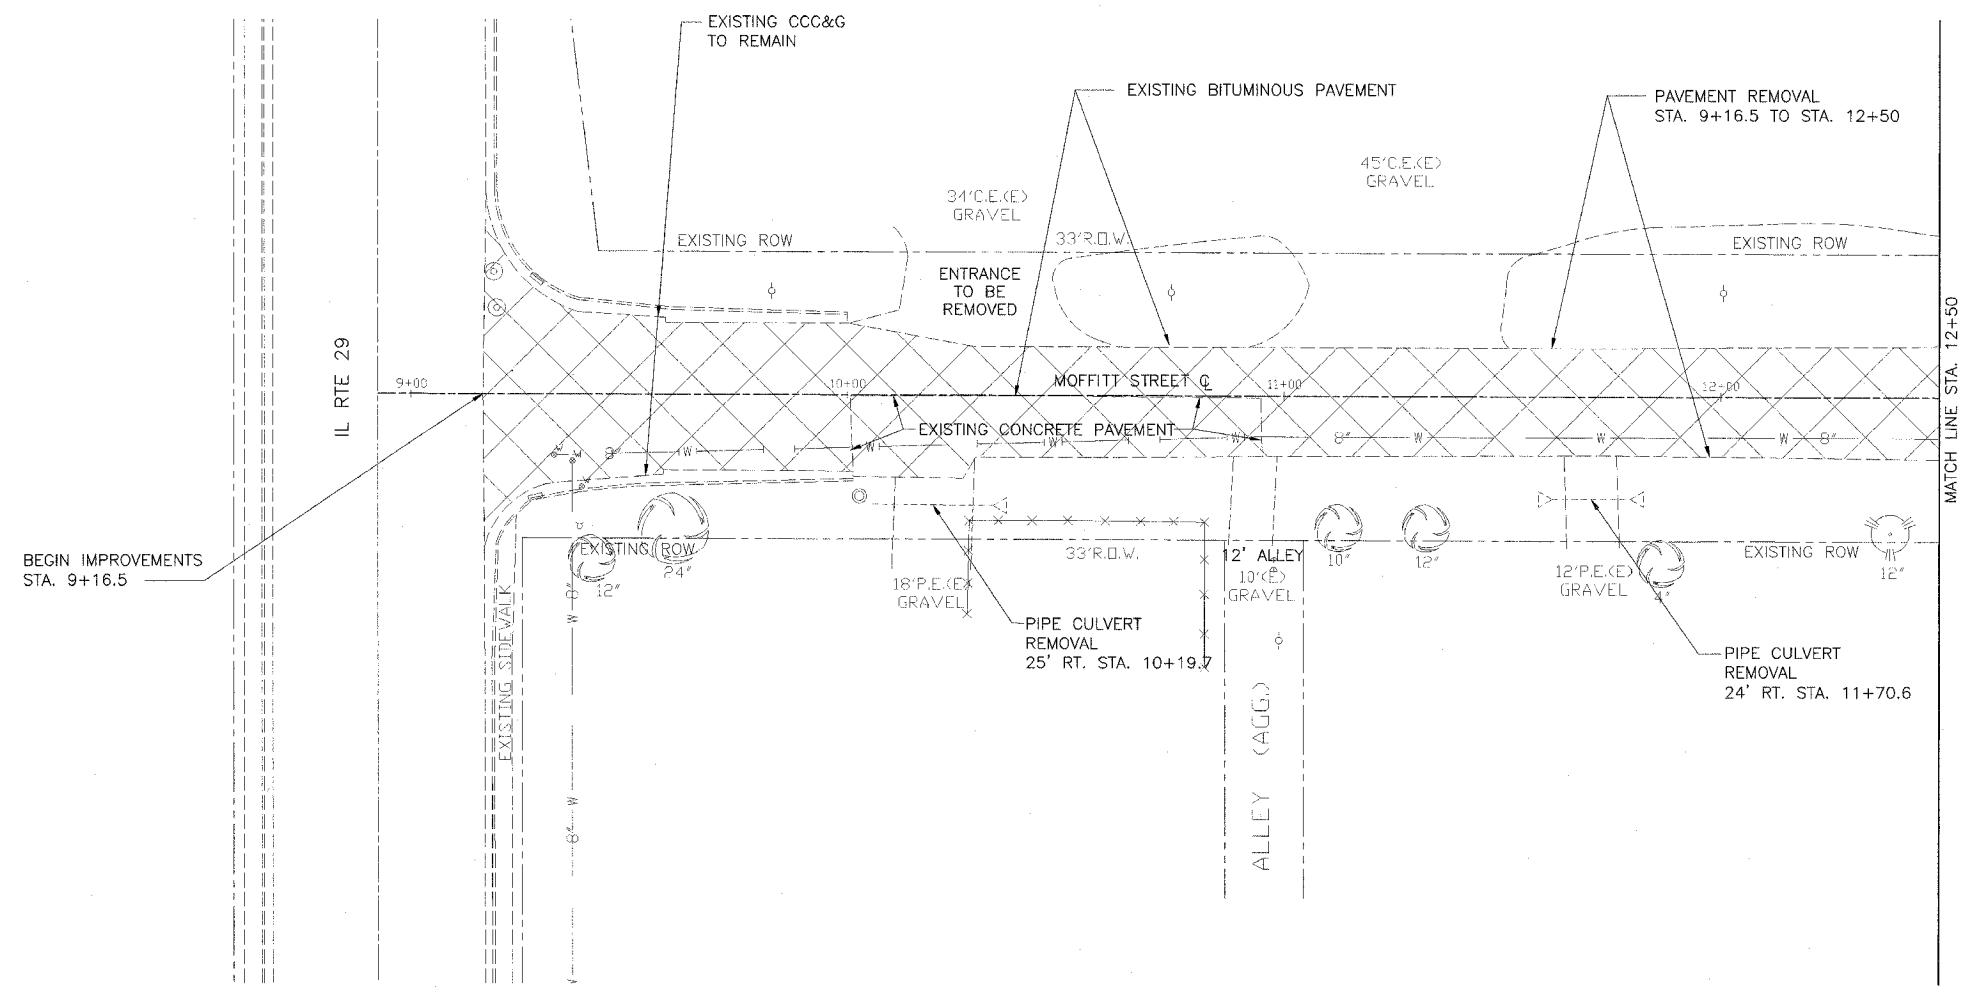 EXISTING CCC&G
TO REMAIN
EXISTING BITUMINOUS PAVEMENT
PAVEMENT REMOVAL
STA. 9+16.5 TO STA. 12+50
45'C.E.(E)
GRAVEL
34'C.E.(E)
GRAVEL
EXISTING ROW
33'R.O.W.
EXISTING ROW
ENTRANCE
TO BE
REMOVED
IL RTE 29
9+00
10+00
MOFFITT STREET ℄
11+00
12+00
MATCH LINE STA. 12+50
EXISTING CONCRETE PAVEMENT
W
W
8"
W
W
W
W
8"
W
W
W
8"
W
BEGIN IMPROVEMENTS
STA. 9+16.5
EXISTING ROW
24"
12"
33'R.O.W.
12' ALLEY
10'(E)
GRAVEL
10"
12"
12'P.E.(E)
GRAVEL
4"
EXISTING ROW
12"
18'P.E.(E)
GRAVEL
PIPE CULVERT
REMOVAL
25' RT. STA. 10+19.7
PIPE CULVERT
REMOVAL
24' RT. STA. 11+70.6
EXISTING SIDEWALK
W 8"
8" W
W
ALLEY (AGG.)